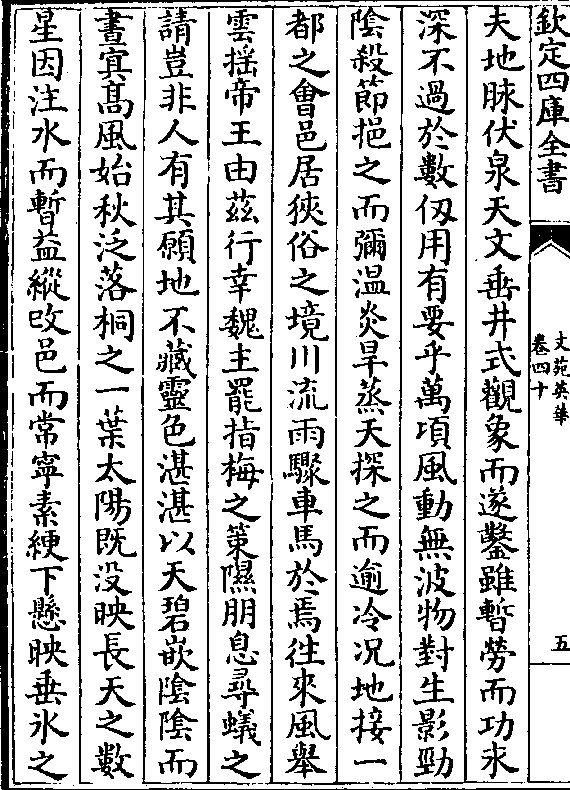 欽定四庫全書
文苑英華
卷四十
五
夫地脉伏泉天文垂井式觀象而遂鑿雖暫勞而功永
深不過於數仭用有要乎萬頃風動無波物對生影勁
陰殺節挹之而彌温炎旱蒸天探之而逾冷况地接一
都之會邑居狹俗之境川流雨驟車馬於焉徃來風舉
雲揺帝王由兹行幸魏主罷指梅之策隰朋息尋蟻之
請豈非人有其願地不藏靈色湛湛以天碧嵌陰陰而
晝寘髙風始秋泛落桐之一葉太陽既没映長天之數
星因注水而暫益縱改邑而常寧素綆下懸映垂氷之